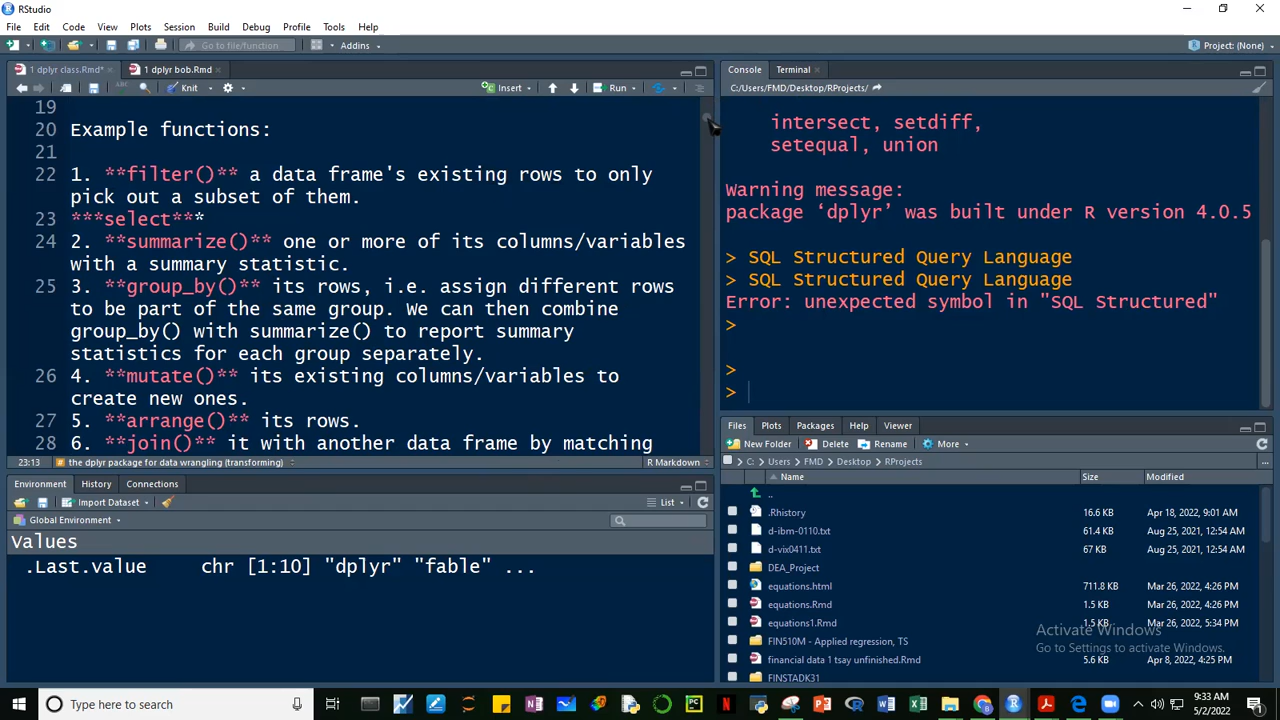 RStudio
File Edit Code View Plots Session Build Debug Profile Tools Help
Go to file/function Addins Project: (None)
1 dplyr class.Rmd* 1 dplyr bob.Rmd
Knit Insert Run
19
20 Example functions:
21
22 1. **filter()** a data frame's existing rows to only
pick out a subset of them.
23 ***select***
24 2. **summarize()** one or more of its columns/variables
with a summary statistic.
25 3. **group_by()** its rows, i.e. assign different rows
to be part of the same group. We can then combine
group_by() with summarize() to report summary
statistics for each group separately.
26 4. **mutate()** its existing columns/variables to
create new ones.
27 5. **arrange()** its rows.
28 6. **join()** it with another data frame by matching
23:13 # the dplyr package for data wrangling (transforming) R Markdown
Environment History Connections
Import Dataset List
Global Environment
Values
.Last.value chr [1:10] "dplyr" "fable" ...
Console Terminal
C:/Users/FMD/Desktop/RProjects/
intersect, setdiff,
setequal, union
Warning message:
package ‘dplyr’ was built under R version 4.0.5
> SQL Structured Query Language
> SQL Structured Query Language
Error: unexpected symbol in "SQL Structured"
>
>
>
Files Plots Packages Help Viewer
New Folder Delete Rename More
C: Users FMD Desktop RProjects ...
Name Size Modified
..
.Rhistory 16.6 KB Apr 18, 2022, 9:01 AM
d-ibm-0110.txt 61.4 KB Aug 25, 2021, 12:54 AM
d-vix0411.txt 67 KB Aug 25, 2021, 12:54 AM
DEA_Project
equations.html 711.8 KB Mar 26, 2022, 4:26 PM
equations.Rmd 1.5 KB Mar 26, 2022, 4:26 PM
equations1.Rmd 1.5 KB Mar 26, 2022, 5:34 PM
FIN510M - Applied regression, TS
financial data 1 tsay unfinished.Rmd 5.6 KB Apr 8, 2022, 4:25 PM
FINSTADK31
Activate Windows
Go to Settings to activate Windows.
Type here to search
9:33 AM
5/2/2022